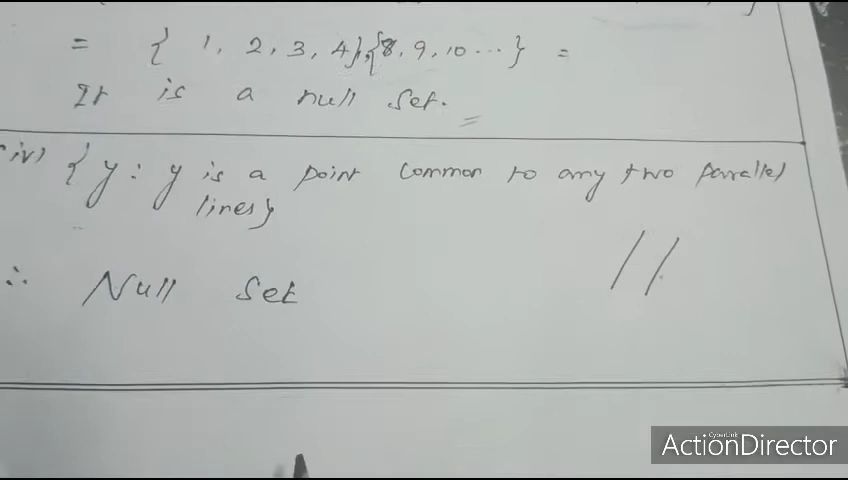 = { 1, 2, 3, 4},{8, 9, 10 ... } =
It is a null set.
iv) { y : y is a point common to any two parallel
lines}
∴ Null Set
CyberLink
ActionDirector